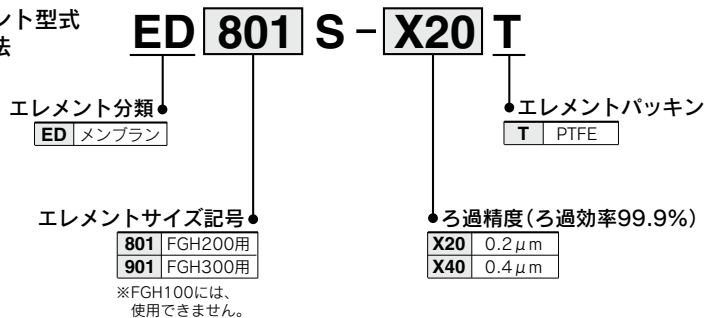 ント型式
法
ED 801 S - X20 T
エレメント分類
ED メンブラン
エレメントパッキン
T PTFE
エレメントサイズ記号
801 FGH200用
901 FGH300用
※FGH100には、
使用できません。
ろ過精度(ろ過効率99.9%)
X20 0.2μm
X40 0.4μm